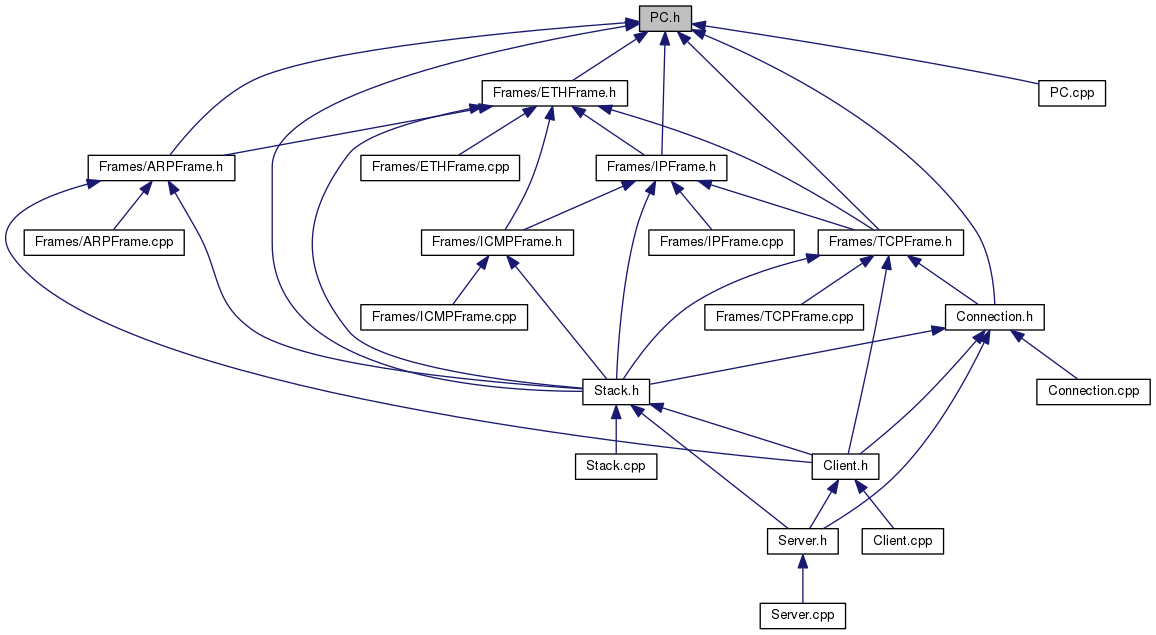 PC.h
Frames/ETHFrame.h
PC.cpp
Frames/ARPFrame.h
Frames/ETHFrame.cpp
Frames/IPFrame.h
Frames/ARPFrame.cpp
Frames/ICMPFrame.h
Frames/IPFrame.cpp
Frames/TCPFrame.h
Frames/ICMPFrame.cpp
Frames/TCPFrame.cpp
Connection.h
Stack.h
Connection.cpp
Stack.cpp
Client.h
Server.h
Client.cpp
Server.cpp